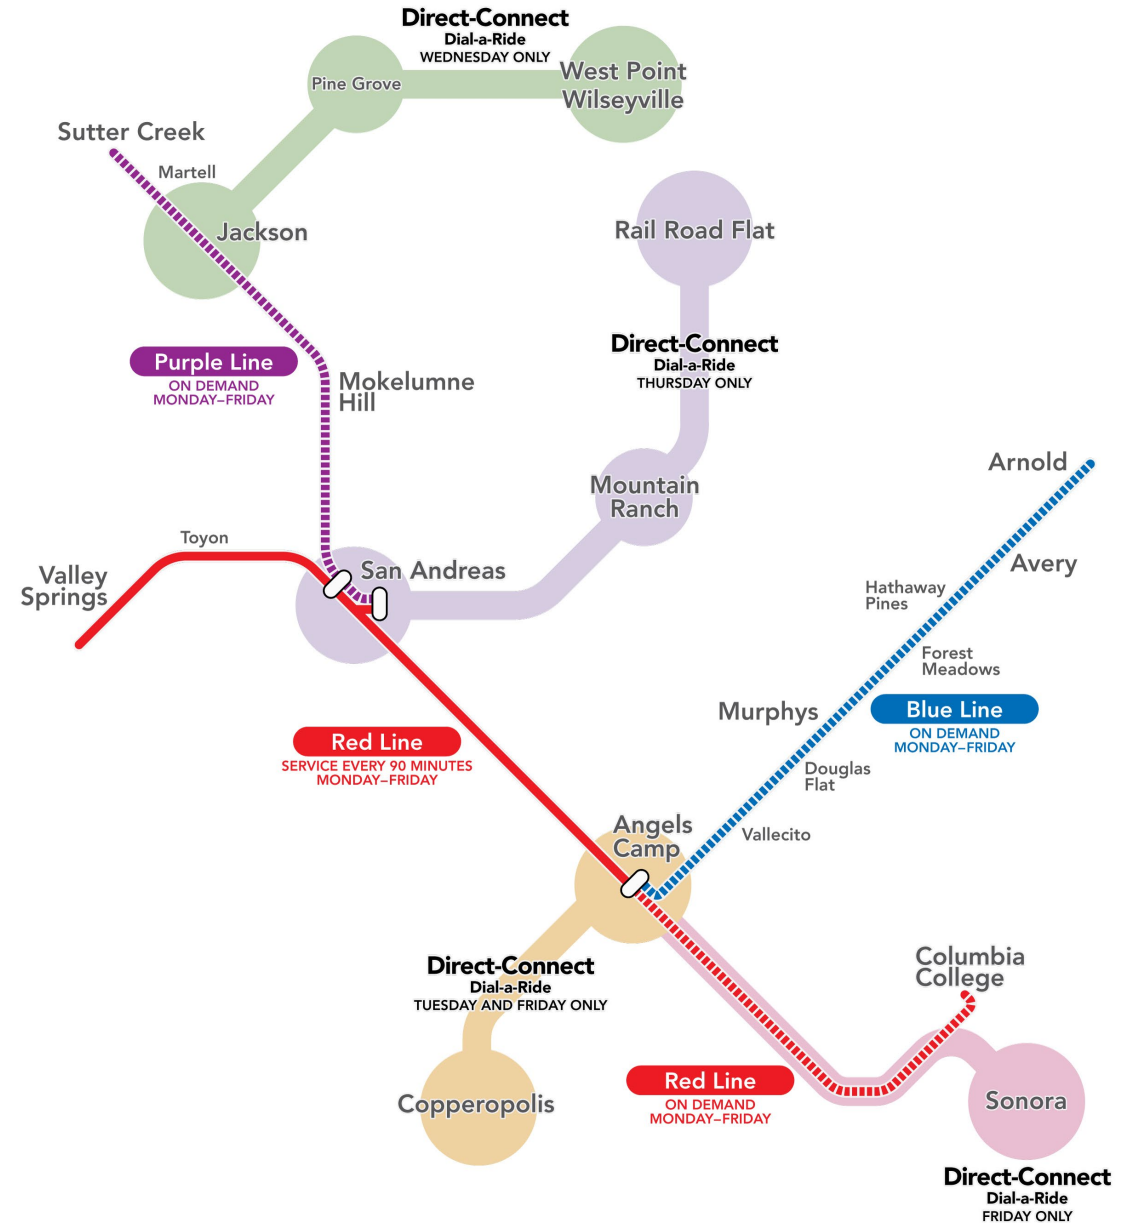 Direct-Connect
Dial-a-Ride
WEDNESDAY ONLY
Pine Grove
West Point
Wilseyville
Sutter Creek
Martell
Jackson
Rail Road Flat
Direct-Connect
Dial-a-Ride
THURSDAY ONLY
Purple Line
ON DEMAND
MONDAY–FRIDAY
Mokelumne
Hill
Mountain
Ranch
Arnold
Avery
Toyon
San Andreas
Valley
Springs
Hathaway
Pines
Forest
Meadows
Murphys
Blue Line
ON DEMAND
MONDAY–FRIDAY
Red Line
SERVICE EVERY 90 MINUTES
MONDAY–FRIDAY
Douglas
Flat
Vallecito
Angels
Camp
Direct-Connect
Dial-a-Ride
TUESDAY AND FRIDAY ONLY
Columbia
College
Copperopolis
Red Line
ON DEMAND
MONDAY–FRIDAY
Sonora
Direct-Connect
Dial-a-Ride
FRIDAY ONLY